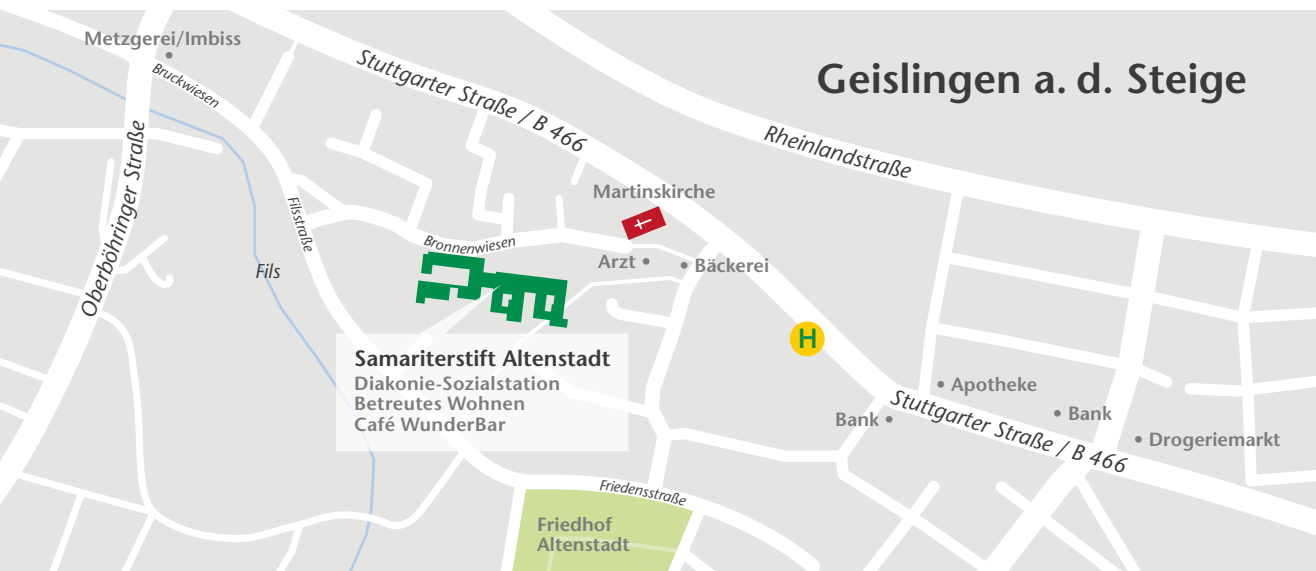 Metzgerei/Imbiss
Bruckwiesen
Stuttgarter Straße / B 466
Geislingen a. d. Steige
Rheinlandstraße
Oberböhringer Straße
Martinskirche
Filsstraße
Bronnenwiesen
Arzt
Bäckerei
Fils
H
Samariterstift Altenstadt
Diakonie-Sozialstation
Betreutes Wohnen
Café WunderBar
Apotheke
Bank
Bank
Stuttgarter Straße / B 466
Drogeriemarkt
Friedensstraße
Friedhof
Altenstadt